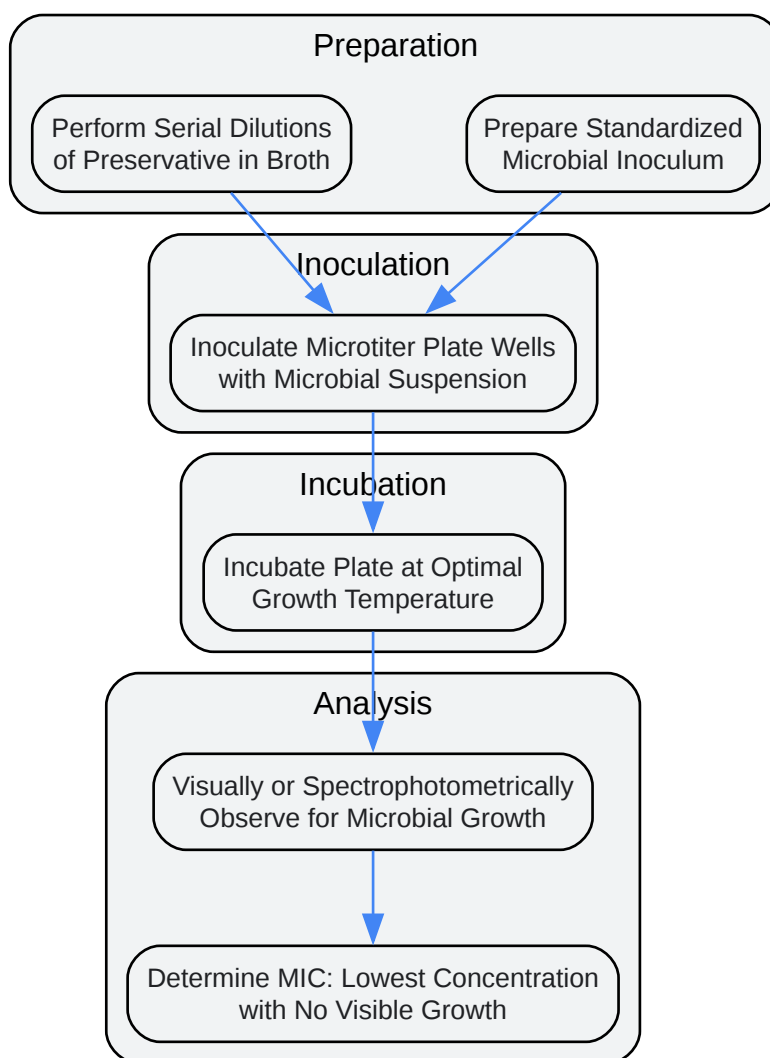 Preparation
Perform Serial Dilutions
of Preservative in Broth
Prepare Standardized
Microbial Inoculum
Inoculation
Inoculate Microtiter Plate Wells
with Microbial Suspension
Incubation
Incubate Plate at Optimal
Growth Temperature
Analysis
Visually or Spectrophotometrically
Observe for Microbial Growth
Determine MIC: Lowest Concentration
with No Visible Growth